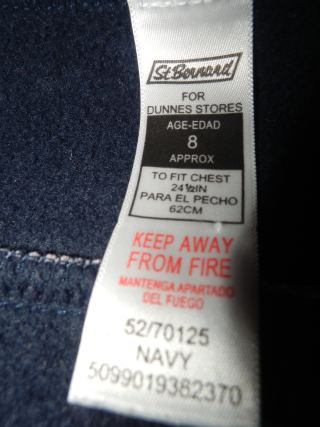 St Bernard
FOR
DUNNES STORES
AGE-EDAD
8
APPROX
TO FIT CHEST
24½IN
PARA EL PECHO
62CM
KEEP AWAY
FROM FIRE
MANTENGA APARTADO
DEL FUEGO
52/70125
NAVY
5099019382370